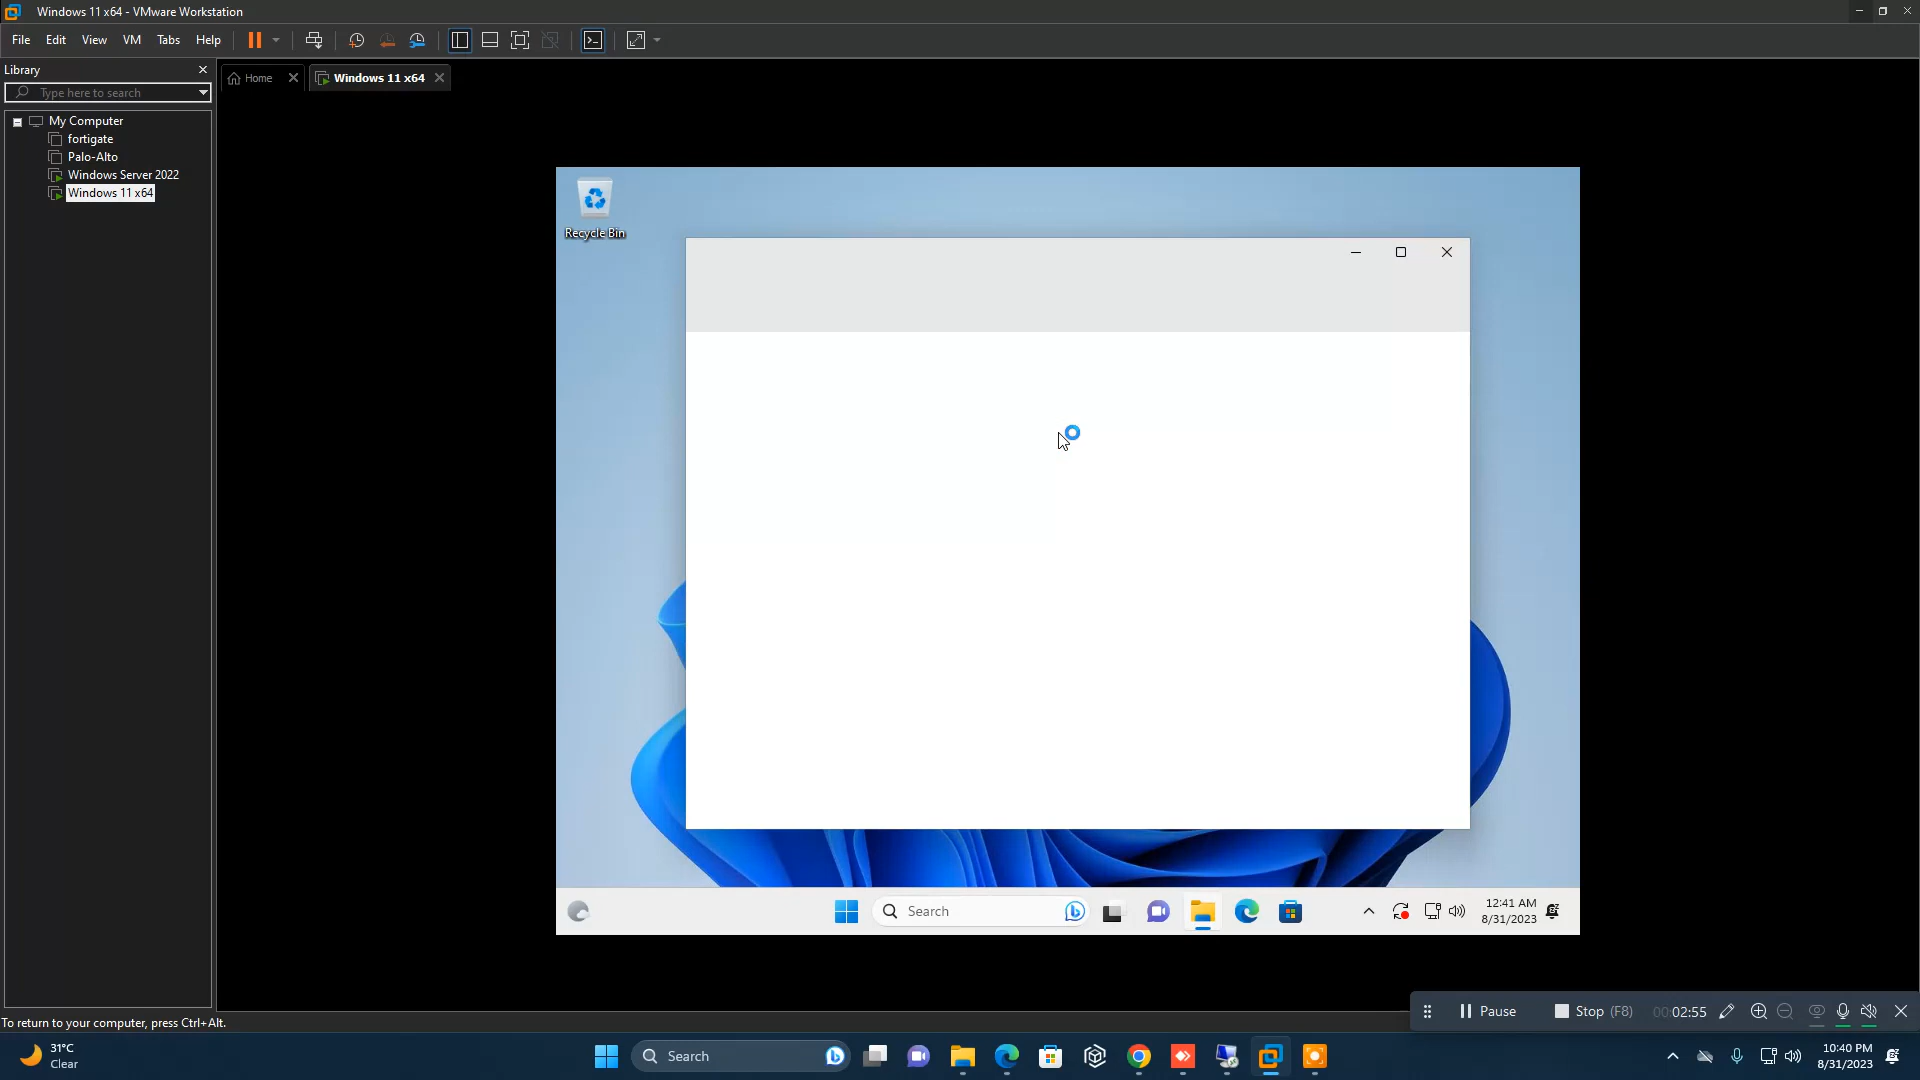 Windows 11 x64 - VMware Workstation
File Edit View VM Tabs Help
Library
Type here to search
Home
Windows 11 x64
My Computer
fortigate
Palo-Alto
Windows Server 2022
Windows 11 x64
Recycle Bin
Search
12:41 AM
8/31/2023
Pause
Stop (F8)
00:02:55
To return to your computer, press Ctrl+Alt.
31°C
Clear
Search
10:40 PM
8/31/2023